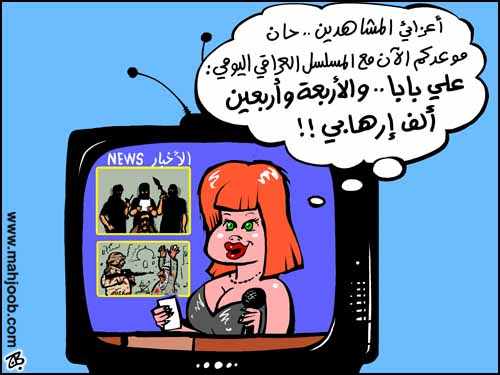 أعزائي المشاهدين .. حان
موعدكم الآن مع المسلسل العراقي اليومي :
علي بابا .. والأربعة وأربعين
ألف إرهابي !!
الأخبار NEWS
www.mahjoob.com